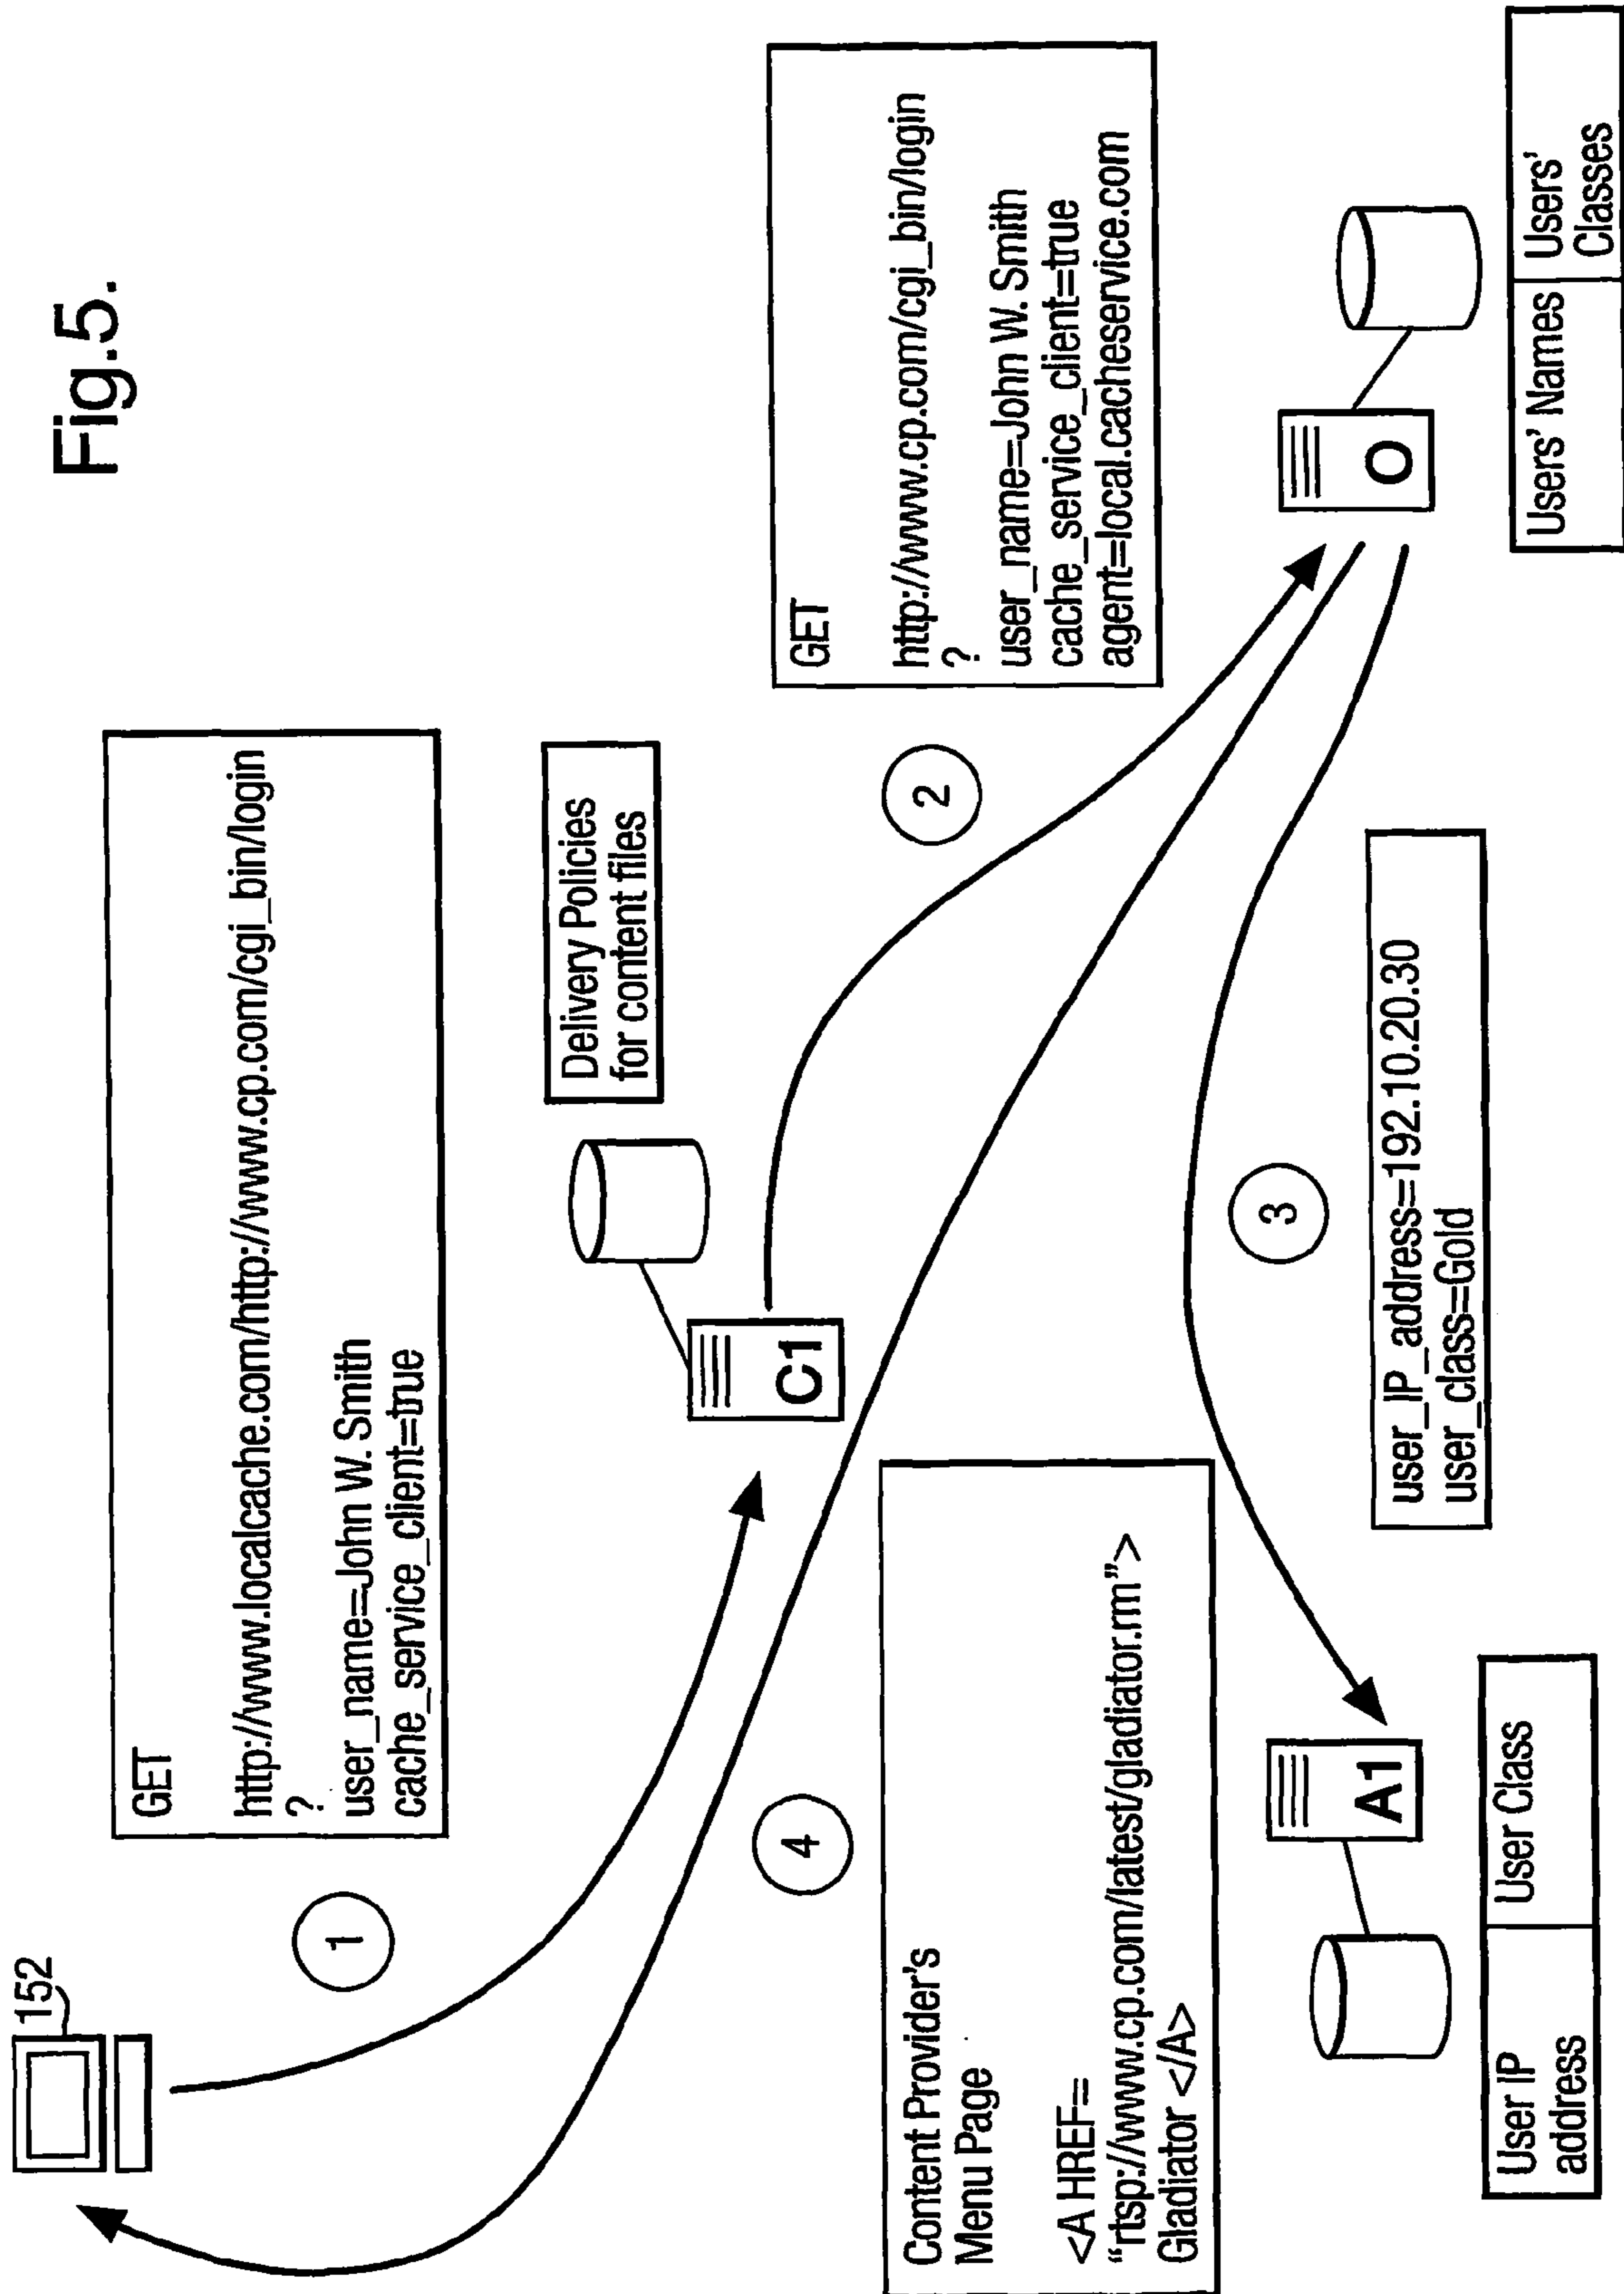 Fig.5.
152
1
GET
http://www.localcache.com/http://www.cp.com/cgi_bin/login
?
user_name=John W. Smith
cache_service_client=true
Delivery Policies
for content files
C1
2
GET
http://www.cp.com/cgi_bin/login
?
user_name=John W. Smith
cache_service_client=true
agent=local.cacheservice.com
O
Users' Names
Users'
Classes
4
Content Provider's
Menu Page
<A HREF=
“rtsp://www.cp.com/latest/gladiator.rm”>
Gladiator </A>
3
user_IP_address=192.10.20.30
user_class=Gold
A1
User IP
address
User Class